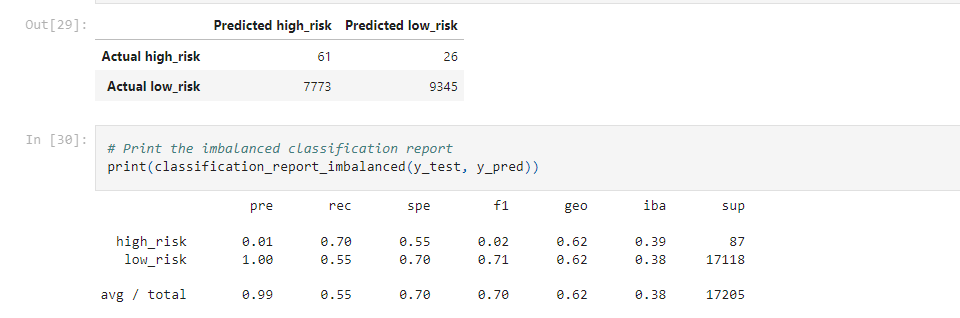 Out[29]:
Predicted high_risk Predicted low_risk
Actual high_risk 61 26
Actual low_risk 7773 9345
In [30]:
# Print the imbalanced classification report
print(classification_report_imbalanced(y_test, y_pred))
pre rec spe f1 geo iba sup
high_risk 0.01 0.70 0.55 0.02 0.62 0.39 87
low_risk 1.00 0.55 0.70 0.71 0.62 0.38 17118
avg / total 0.99 0.55 0.70 0.70 0.62 0.38 17205